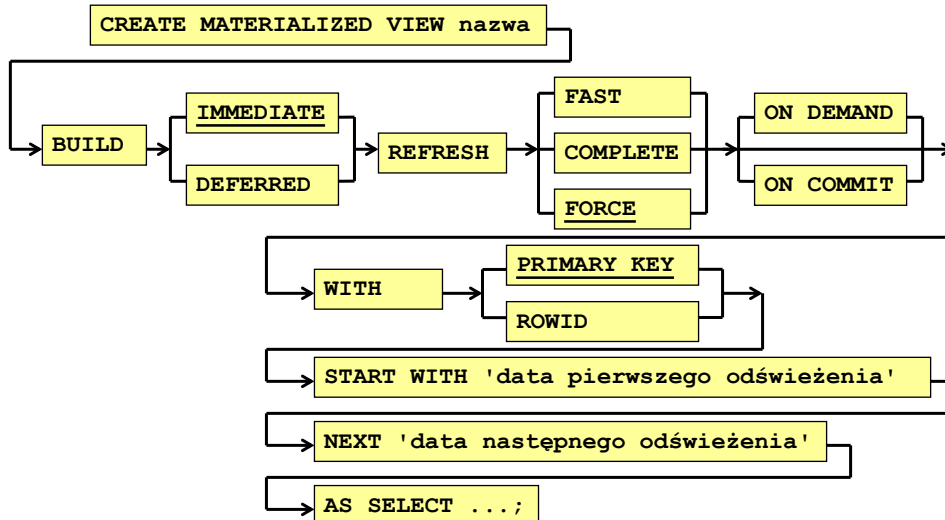 CREATE MATERIALIZED VIEW nazwa
BUILD
IMMEDIATE
DEFERRED
REFRESH
FAST
COMPLETE
FORCE
ON DEMAND
ON COMMIT
WITH
PRIMARY KEY
ROWID
START WITH 'data pierwszego odświeżenia'
NEXT 'data następnego odświeżenia'
AS SELECT ...;